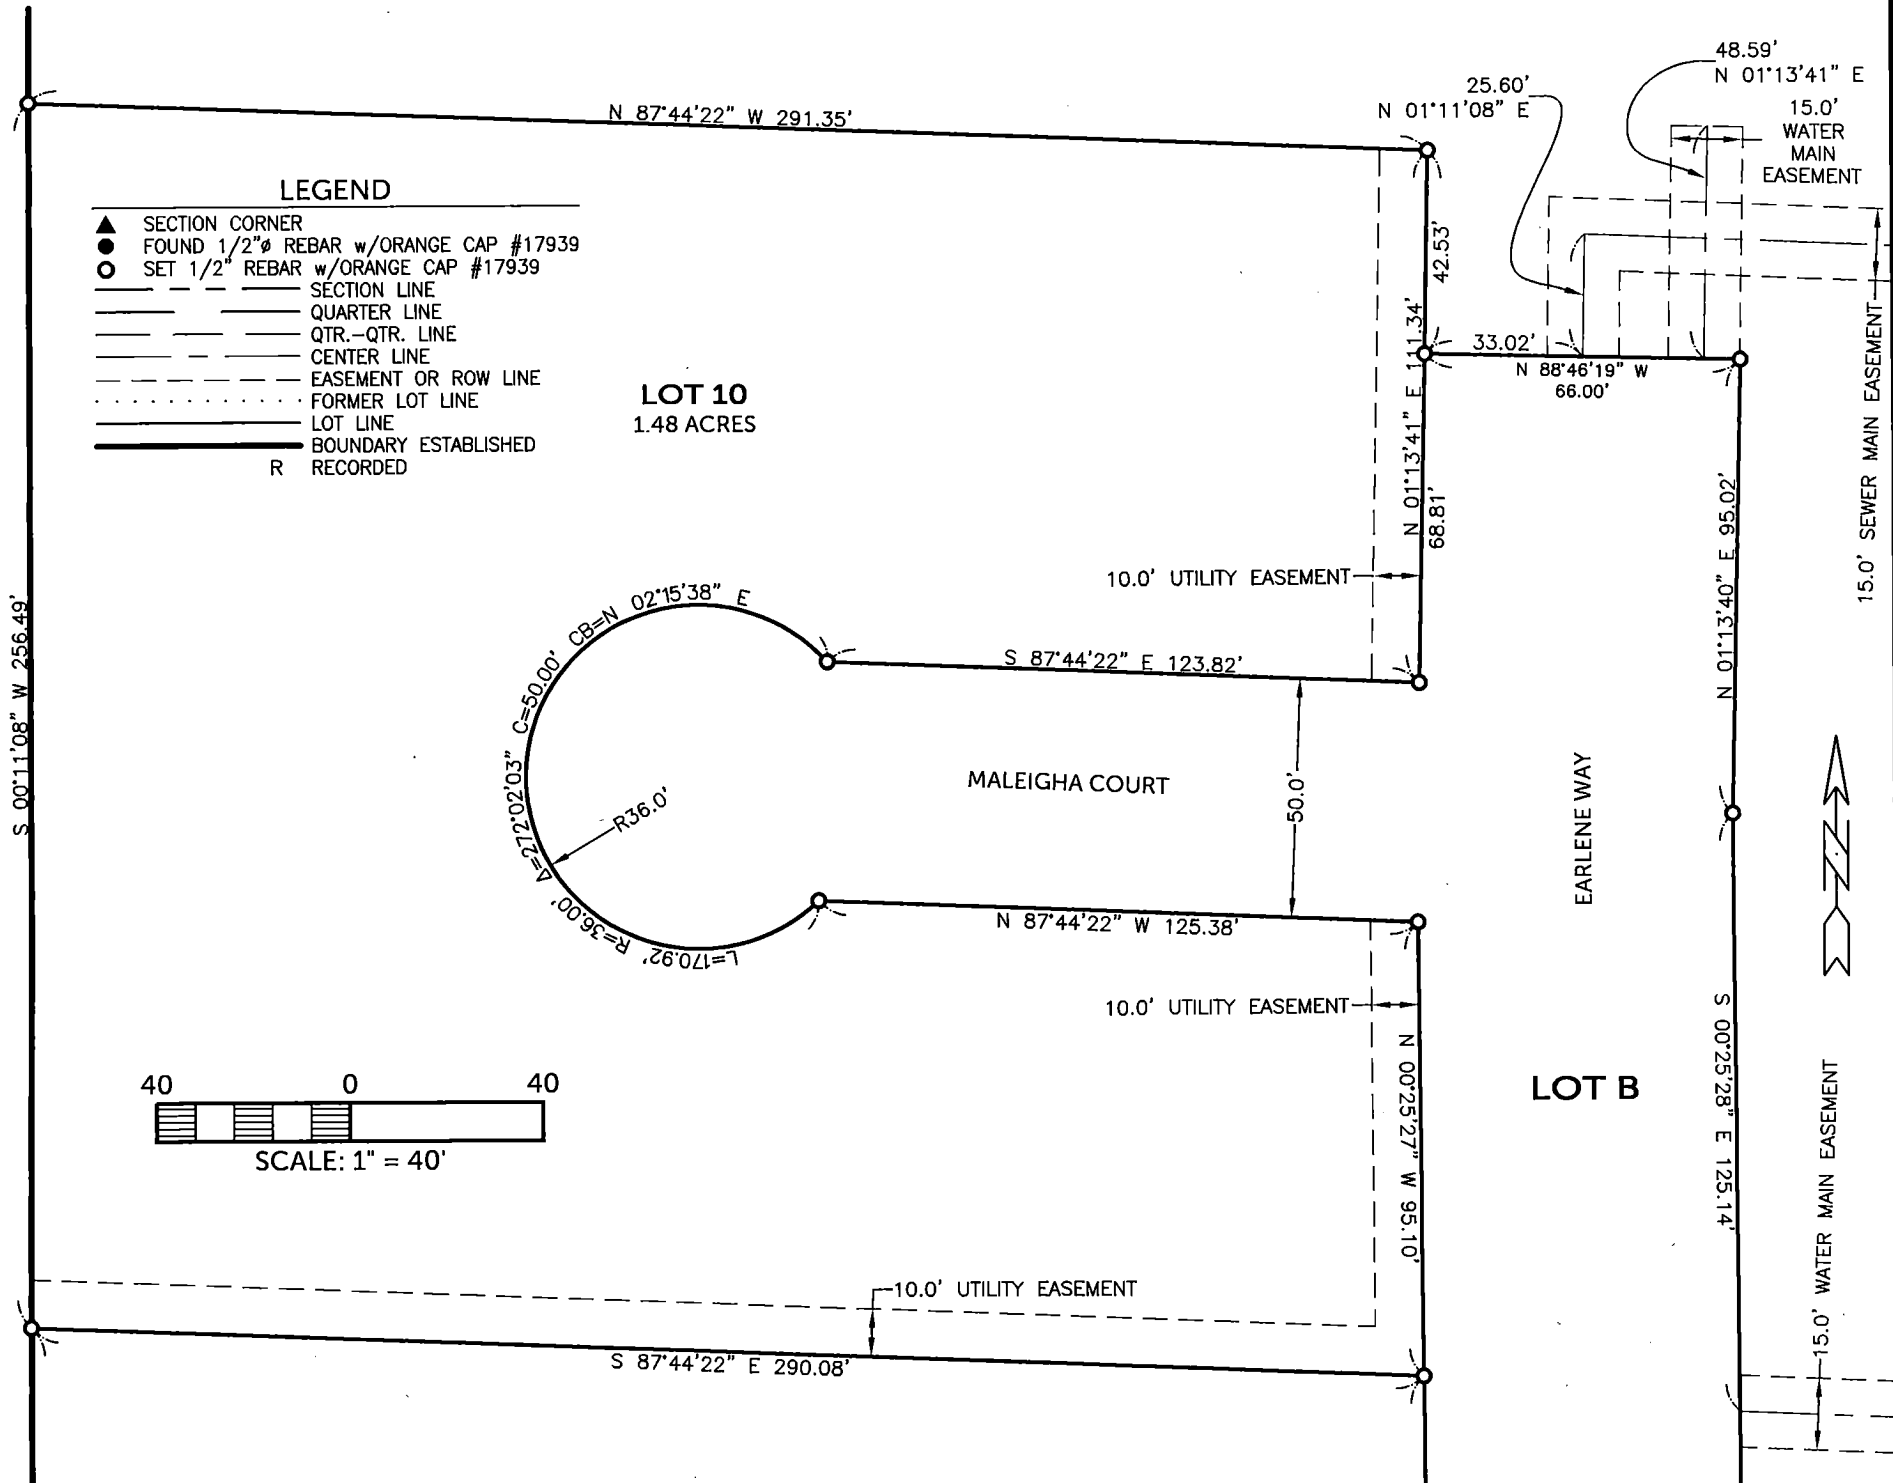 48.59'
N 01°13'41" E
25.60'
N 01°11'08" E
15.0'
WATER
MAIN
EASEMENT
N 87°44'22" W 291.35'
LEGEND
SECTION CORNER
FOUND 1/2"ø REBAR w/ORANGE CAP #17939
SET 1/2" REBAR w/ORANGE CAP #17939
SECTION LINE
QUARTER LINE
QTR.-QTR. LINE
CENTER LINE
EASEMENT OR ROW LINE
FORMER LOT LINE
LOT LINE
BOUNDARY ESTABLISHED
R RECORDED
42.53'
N 01°13'41" E 111.34'
68.81'
33.02'
N 88°46'19" W
66.00'
15.0' SEWER MAIN EASEMENT
LOT 10
1.48 ACRES
N 01°13'40" E 95.02'
10.0' UTILITY EASEMENT
S 00°11'08" W 256.49'
L=170.92' R=36.00' Δ=272°02'03" C=50.00' CB=N 02°15'38" E
R36.0'
S 87°44'22" E 123.82'
MALEIGHA COURT
50.0'
EARLENE WAY
N
N 87°44'22" W 125.38'
10.0' UTILITY EASEMENT
N 00°25'27" W 95.10'
S 00°25'28" E 125.14'
LOT B
15.0' WATER MAIN EASEMENT
40 0 40
SCALE: 1" = 40'
10.0' UTILITY EASEMENT
S 87°44'22" E 290.08'